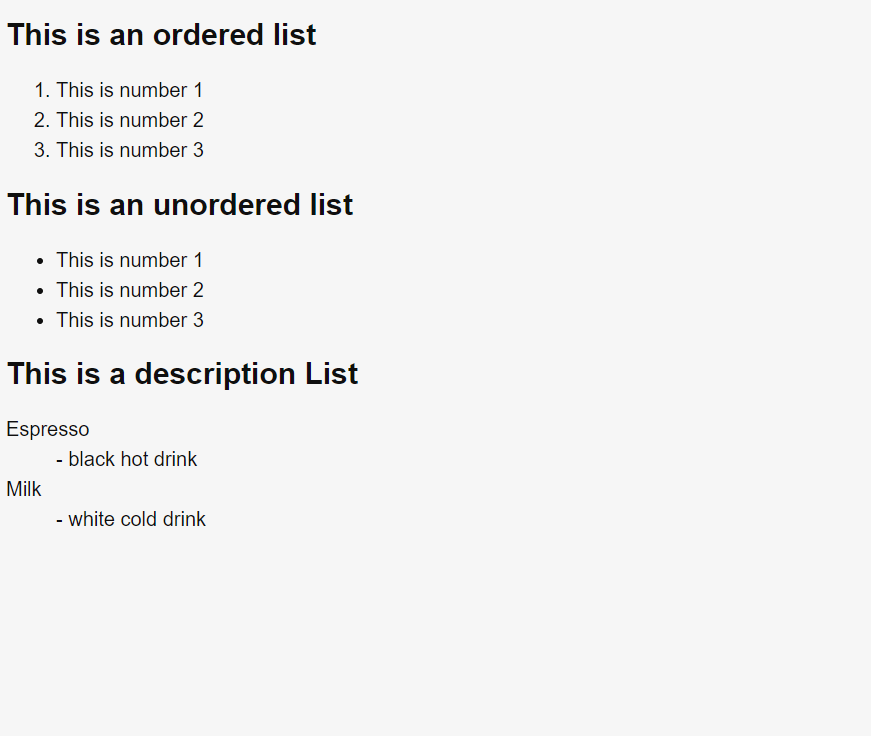 This is an ordered list
1. This is number 1
2. This is number 2
3. This is number 3
This is an unordered list
• This is number 1
• This is number 2
• This is number 3
This is a description List
Espresso
- black hot drink
Milk
- white cold drink